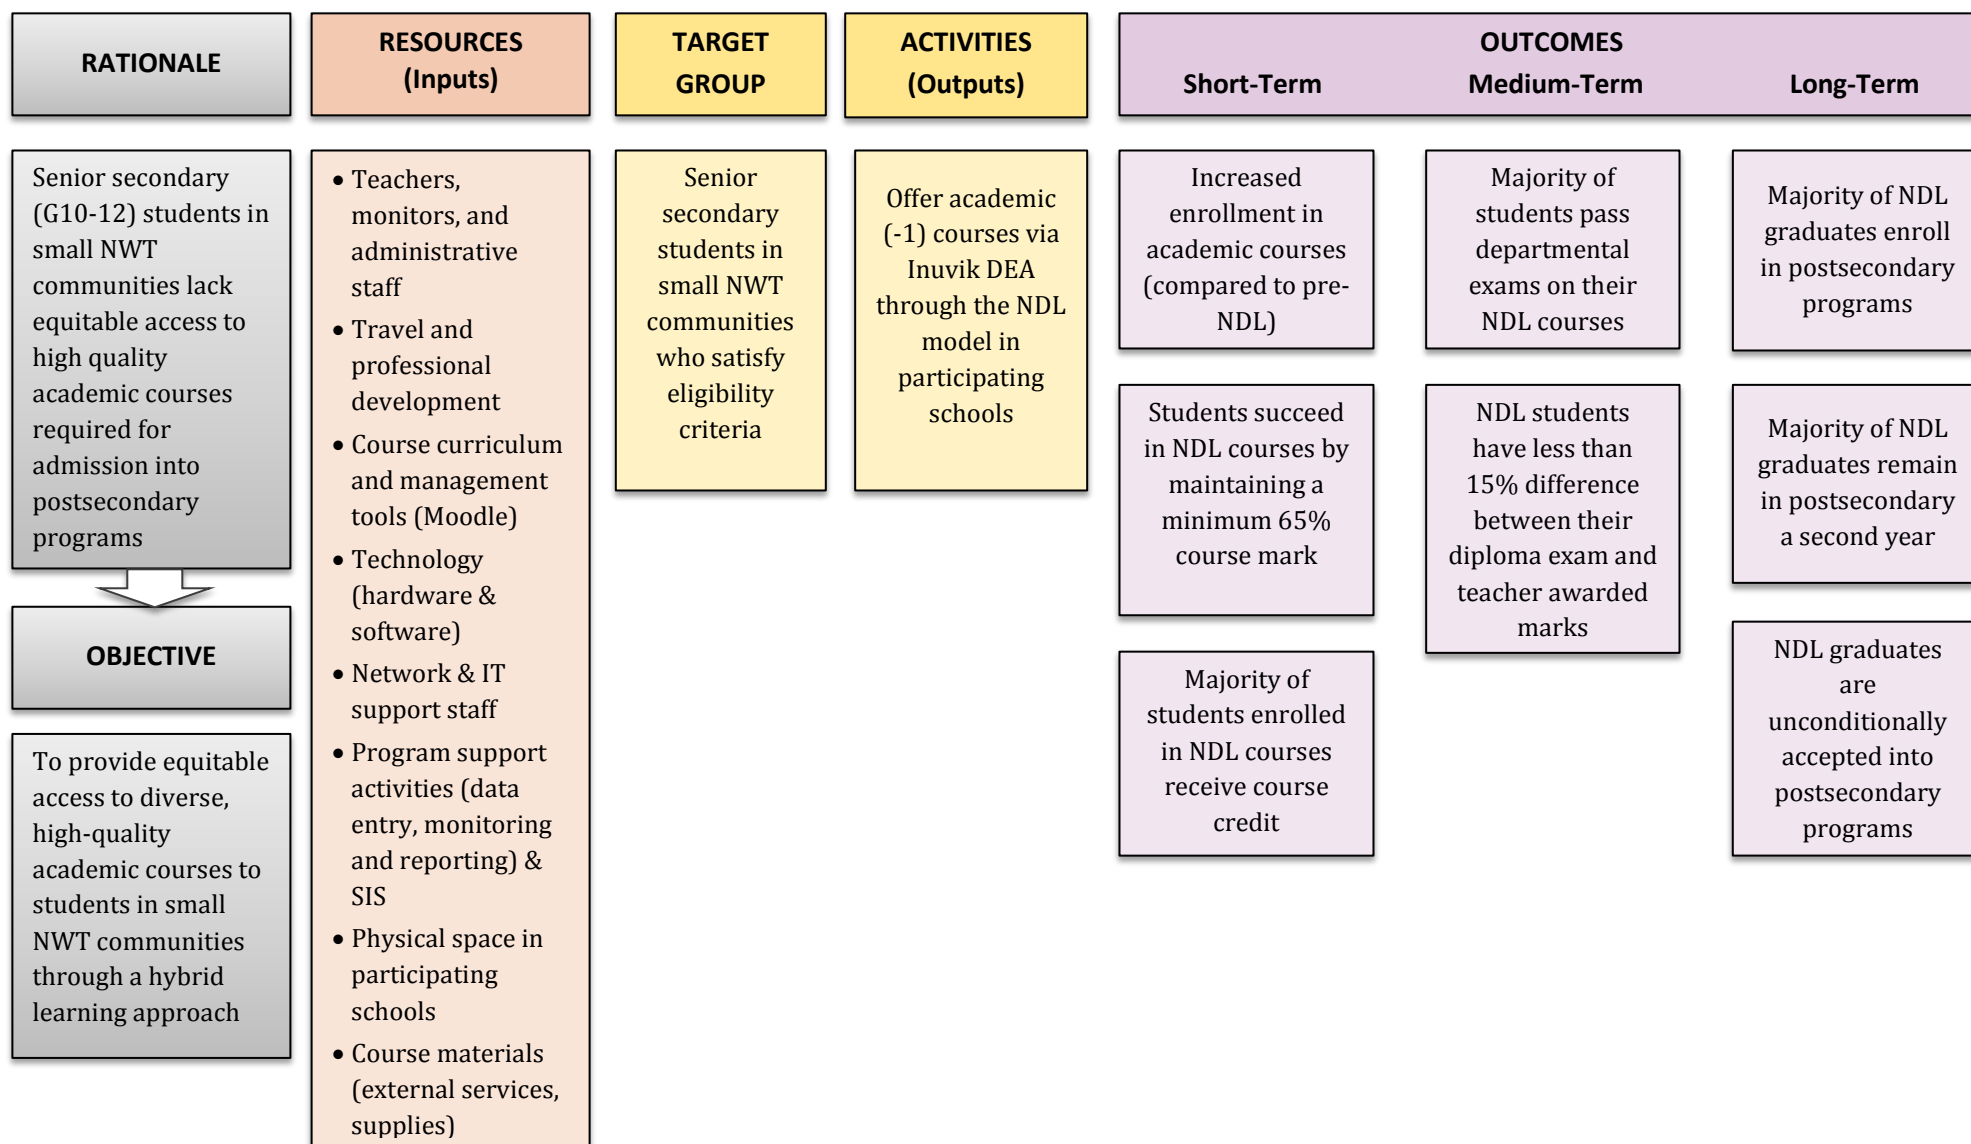 RATIONALE
Senior secondary
(G10-12) students in
small NWT
communities lack
equitable access to
high quality
academic courses
required for
admission into
postsecondary
programs
OBJECTIVE
To provide equitable
access to diverse,
high-quality
academic courses to
students in small
NWT communities
through a hybrid
learning approach
RESOURCES
(Inputs)
• Teachers,
monitors, and
administrative
staff
• Travel and
professional
development
• Course curriculum
and management
tools (Moodle)
• Technology
(hardware &
software)
• Network & IT
support staff
• Program support
activities (data
entry, monitoring
and reporting) &
SIS
• Physical space in
participating
schools
• Course materials
(external services,
supplies)
TARGET
GROUP
Senior
secondary
students in
small NWT
communities
who satisfy
eligibility
criteria
ACTIVITIES
(Outputs)
Offer academic
(-1) courses via
Inuvik DEA
through the NDL
model in
participating
schools
OUTCOMES
Short-Term
Medium-Term
Long-Term
Increased
enrollment in
academic courses
(compared to pre-
NDL)
Students succeed
in NDL courses by
maintaining a
minimum 65%
course mark
Majority of
students enrolled
in NDL courses
receive course
credit
Majority of
students pass
departmental
exams on their
NDL courses
NDL students
have less than
15% difference
between their
diploma exam and
teacher awarded
marks
Majority of NDL
graduates enroll
in postsecondary
programs
Majority of NDL
graduates remain
in postsecondary
a second year
NDL graduates
are
unconditionally
accepted into
postsecondary
programs